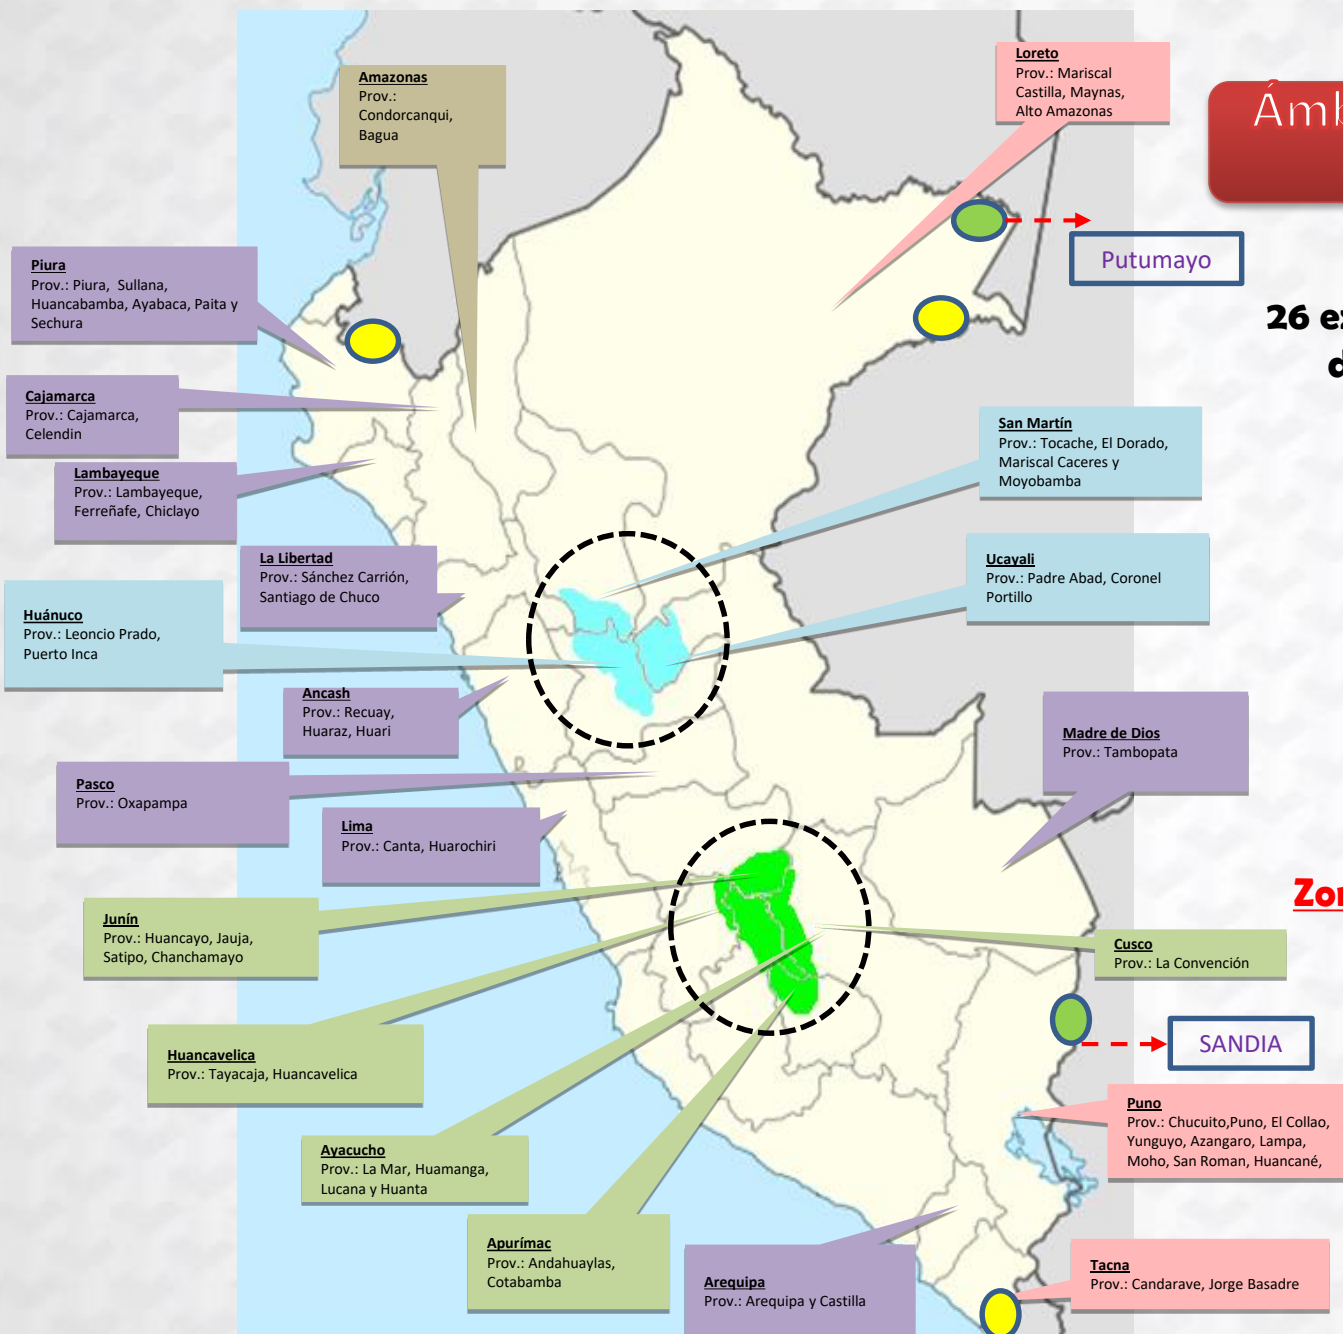 Amazonas
Prov.:
Condorcanqui,
Bagua
Loreto
Prov.: Mariscal
Castilla, Maynas,
Alto Amazonas
Putumayo
26
Piura
Prov.: Piura, Sullana,
Huancabamba, Ayabaca, Paita y
Sechura
Cajamarca
Prov.: Cajamarca,
Celendin
Lambayeque
Prov.: Lambayeque,
Ferreñafe, Chiclayo
San Martín
Prov.: Tocache, El Dorado,
Mariscal Caceres y
Moyobamba
La Libertad
Prov.: Sánchez Carrión,
Santiago de Chuco
Ucayali
Prov.: Padre Abad, Coronel
Portillo
Huánuco
Prov.: Leoncio Prado,
Puerto Inca
Ancash
Prov.: Recuay,
Huaraz, Huari
Madre de Dios
Prov.: Tambopata
Pasco
Prov.: Oxapampa
Lima
Prov.: Canta, Huarochiri
Junín
Prov.: Huancayo, Jauja,
Satipo, Chanchamayo
Cusco
Prov.: La Convención
SANDIA
Huancavelica
Prov.: Tayacaja, Huancavelica
Puno
Prov.: Chucuito,Puno, El Collao,
Yunguyo, Azangaro, Lampa,
Moho, San Roman, Huancané,
Ayacucho
Prov.: La Mar, Huamanga,
Lucana y Huanta
Apurímac
Prov.: Andahuaylas,
Cotabamba
Arequipa
Prov.: Arequipa y Castilla
Tacna
Prov.: Candarave, Jorge Basadre